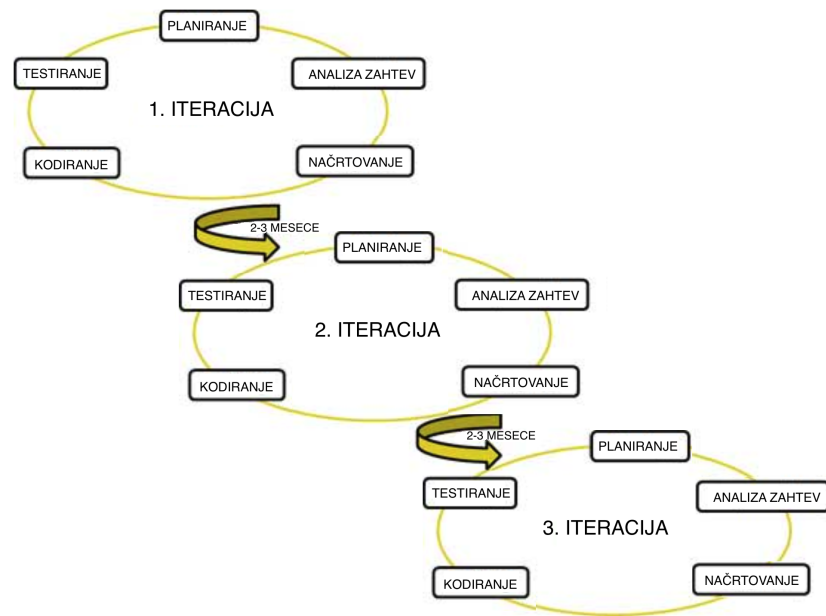 PLANIRANJE
TESTIRANJE
ANALIZA ZAHTEV
1. ITERACIJA
KODIRANJE
NAČRTOVANJE
2-3 MESECE
PLANIRANJE
TESTIRANJE
ANALIZA ZAHTEV
2. ITERACIJA
KODIRANJE
NAČRTOVANJE
2-3 MESECE
PLANIRANJE
TESTIRANJE
ANALIZA ZAHTEV
3. ITERACIJA
KODIRANJE
NAČRTOVANJE